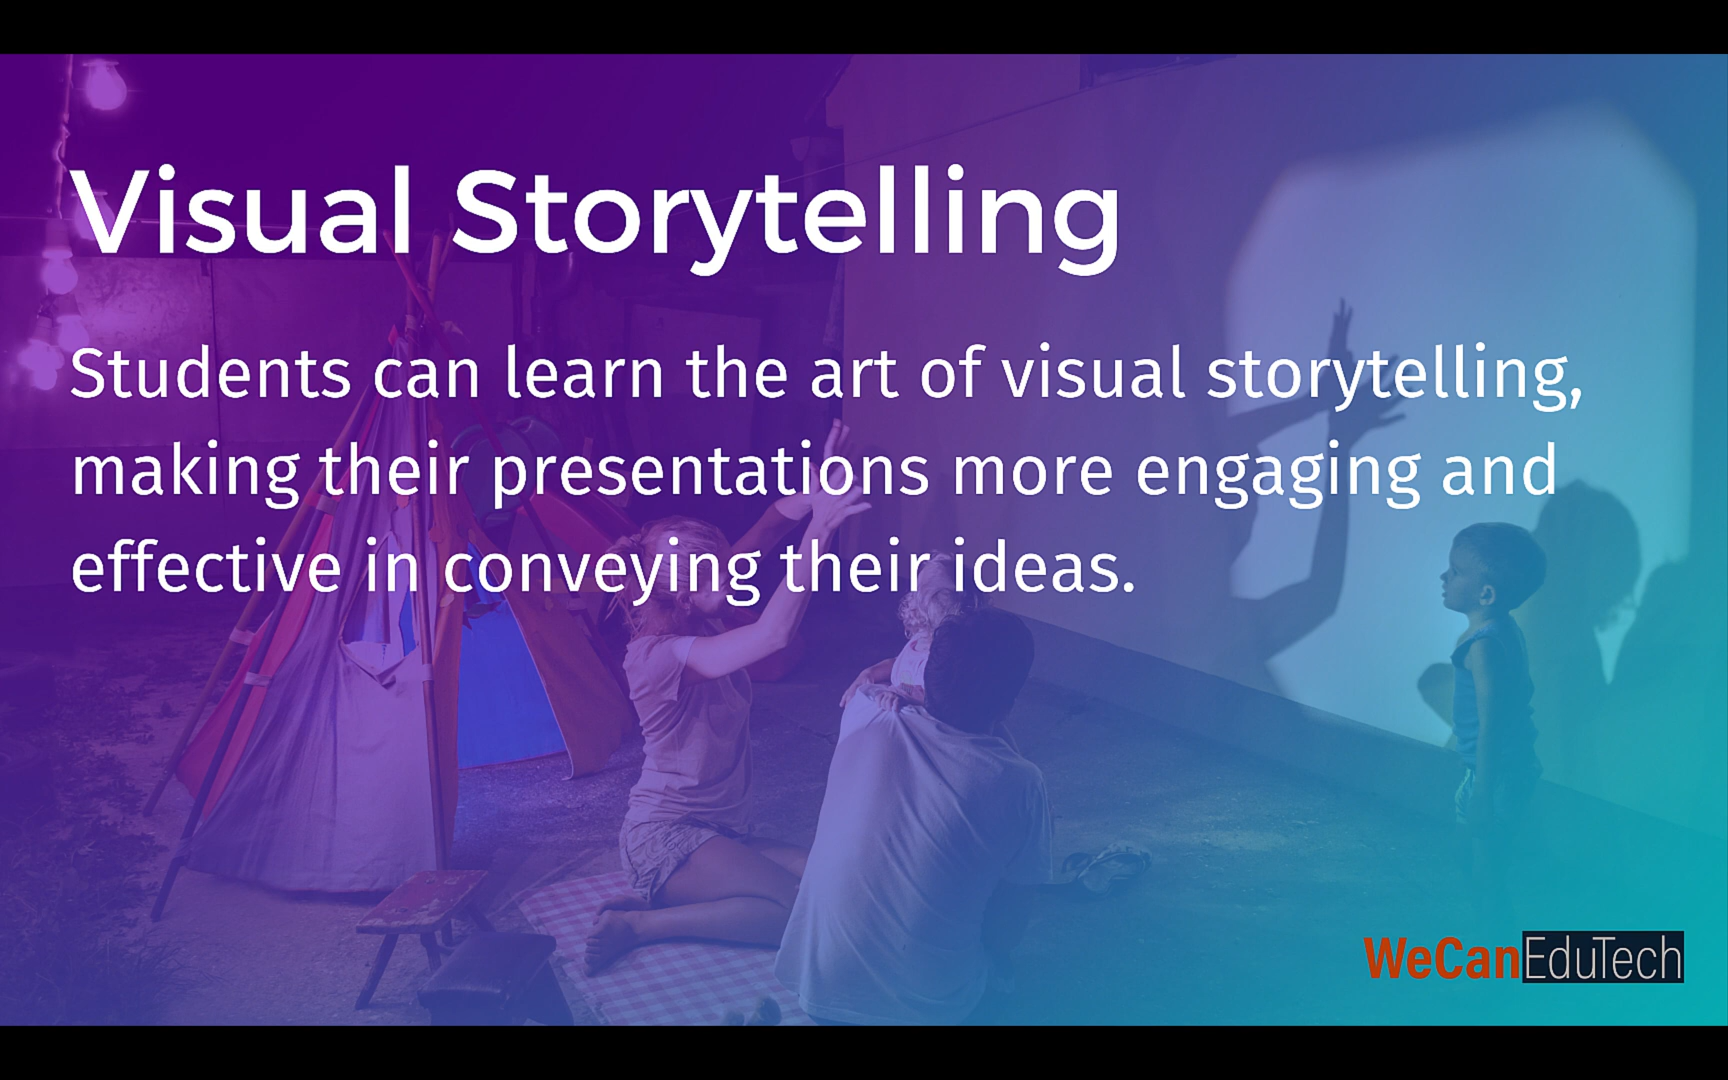 Visual Storytelling
Students can learn the art of visual storytelling,
making their presentations more engaging and
effective in conveying their ideas.
WeCanEduTech